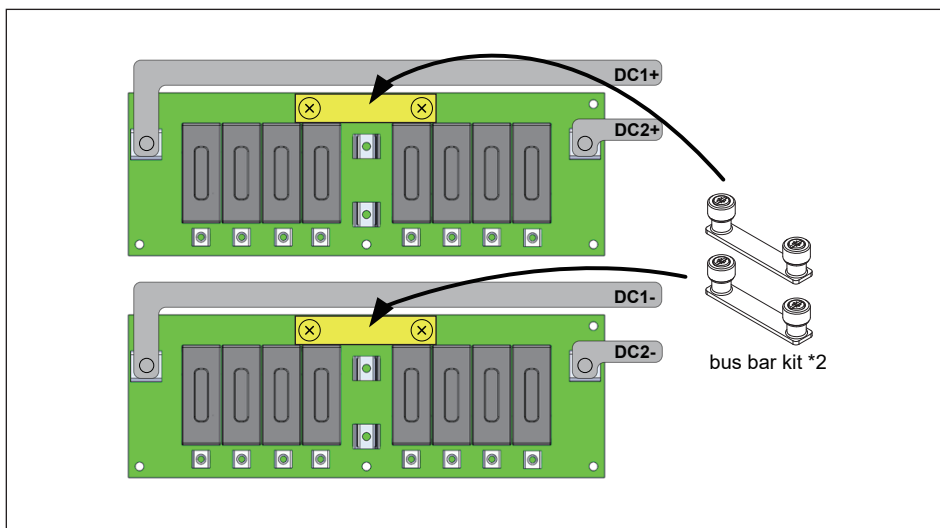 DC1+
DC2+
DC1-
DC2-
bus bar kit *2